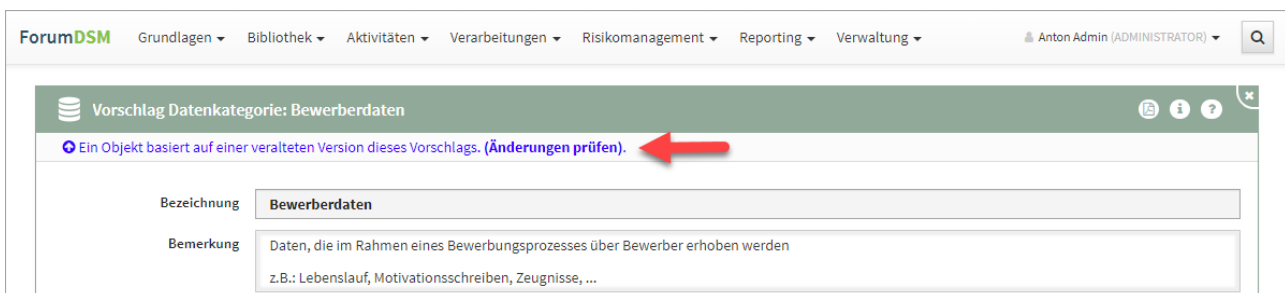 ForumDSM Grundlagen Bibliothek Aktivitäten Verarbeitungen Risikomanagement Reporting Verwaltung Anton Admin (ADMINISTRATOR)
Vorschlag Datenkategorie: Bewerberdaten
Ein Objekt basiert auf einer veralteten Version dieses Vorschlags. (Änderungen prüfen).
Bezeichnung Bewerberdaten
Bemerkung Daten, die im Rahmen eines Bewerbungsprozesses über Bewerber erhoben werden
z.B.: Lebenslauf, Motivationsschreiben, Zeugnisse, ...